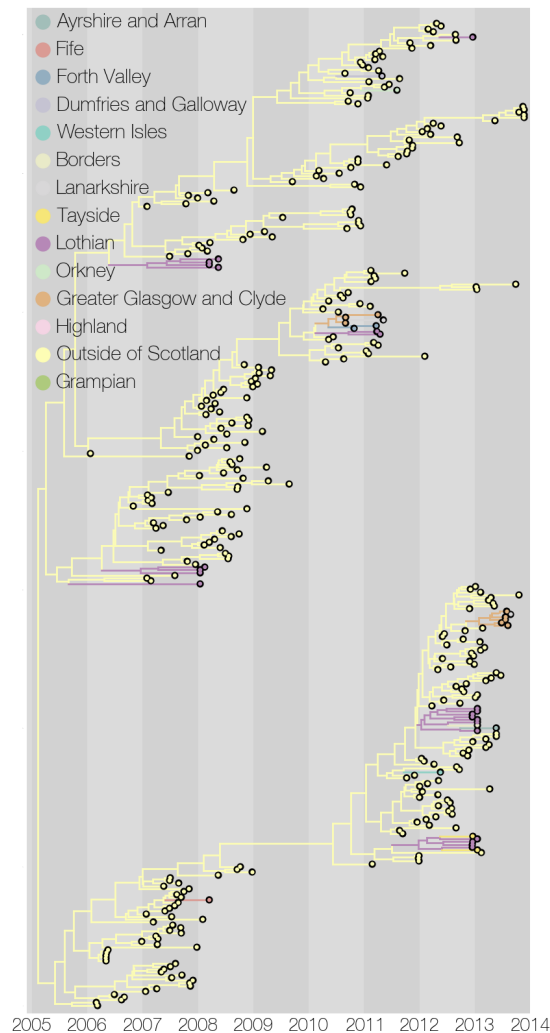 Ayrshire and Arran
Fife
Forth Valley
Dumfries and Galloway
Western Isles
Borders
Lanarkshire
Tayside
Lothian
Orkney
Greater Glasgow and Clyde
Highland
Outside of Scotland
Grampian
2005 2006 2007 2008 2009 2010 2011 2012 2013 2014